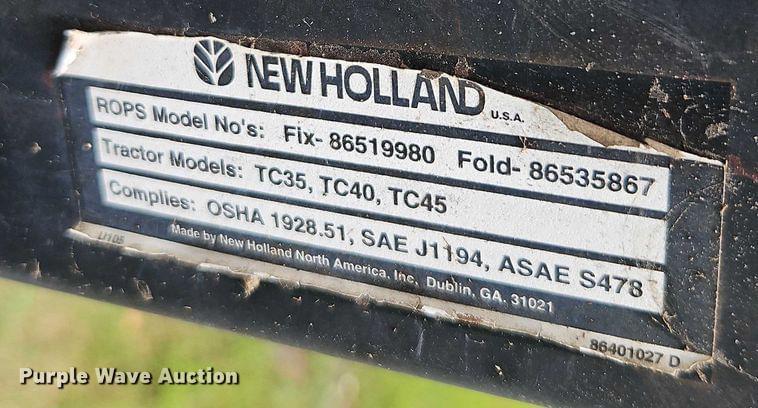 NEW HOLLAND
U.S.A.
ROPS Model No's: Fix- 86519980 Fold- 86535867
Tractor Models: TC35, TC40, TC45
Complies: OSHA 1928.51, SAE J1194, ASAE S478
Made by New Holland North America, Inc, Dublin, GA. 31021
86401027 D
Purple Wave Auction